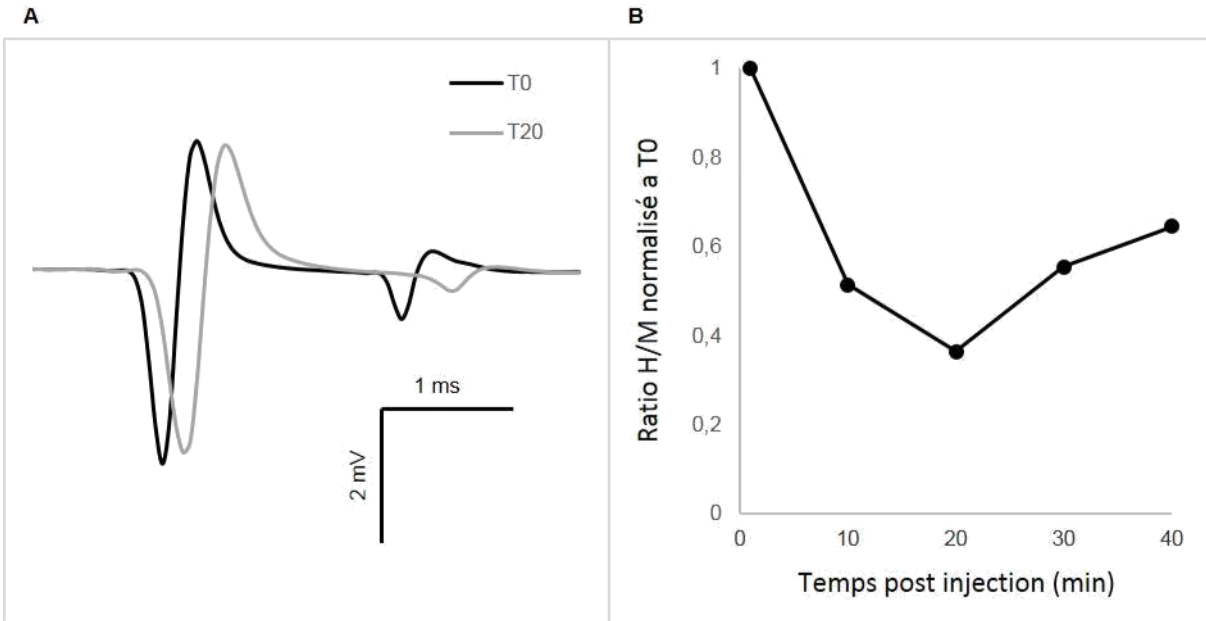 A
T0
T20
1 ms
2 mV
B
Ratio H/M normalisé a T0
1
0,8
0,6
0,4
0,2
0
0
10
20
30
40
Temps post injection (min)